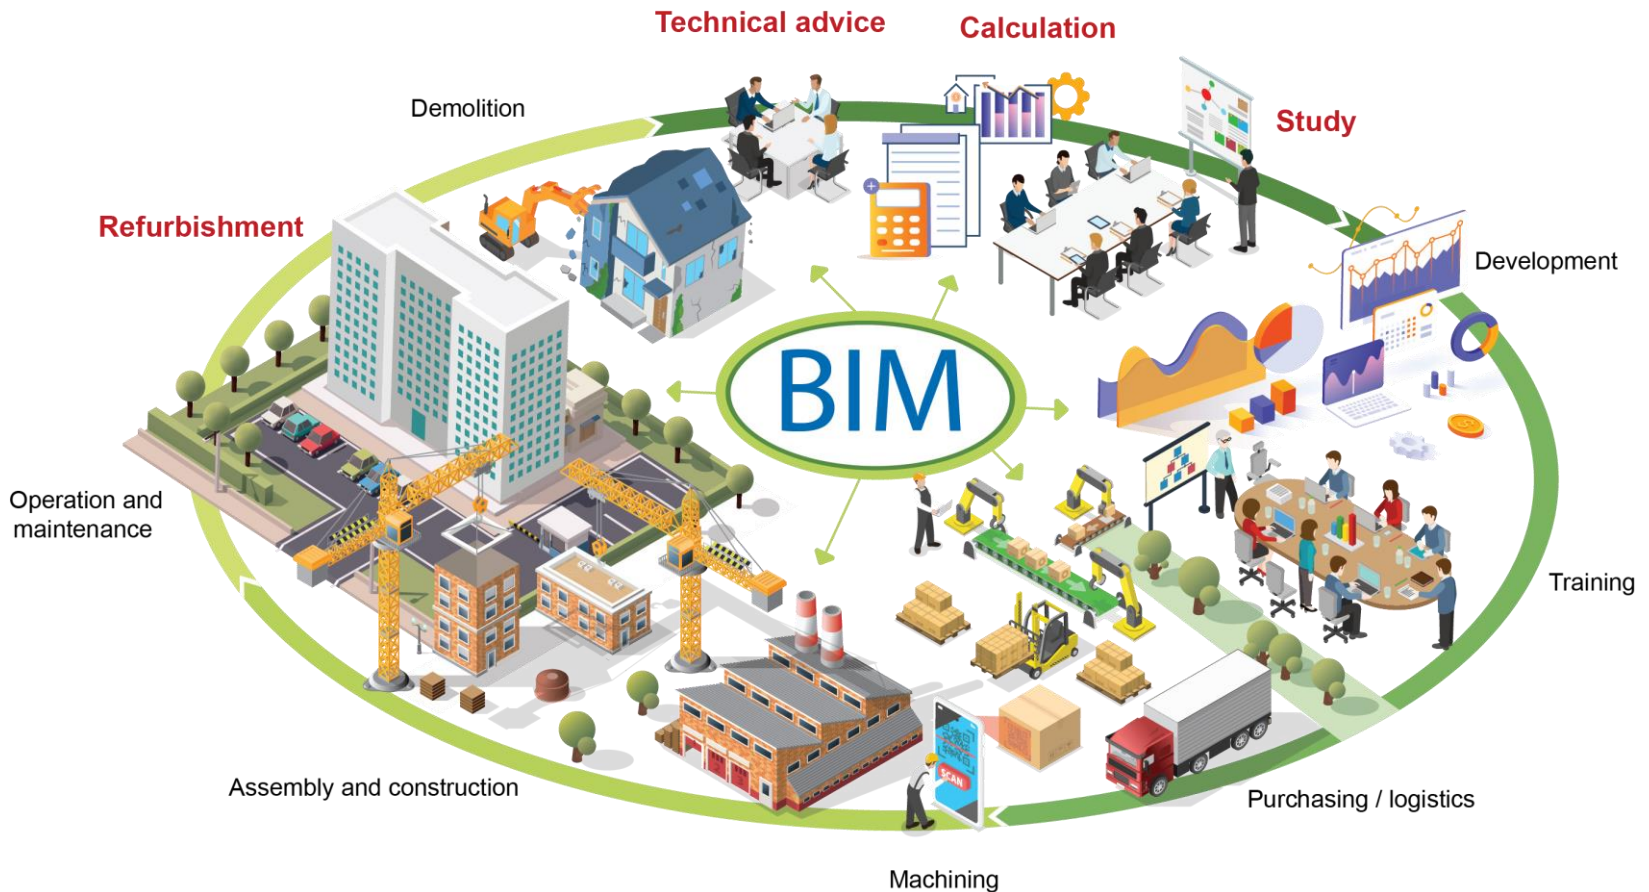 Technical advice
Calculation
Demolition
Study
Refurbishment
Development
BIM
Operation and
maintenance
Training
SCAN
Assembly and construction
Purchasing / logistics
Machining